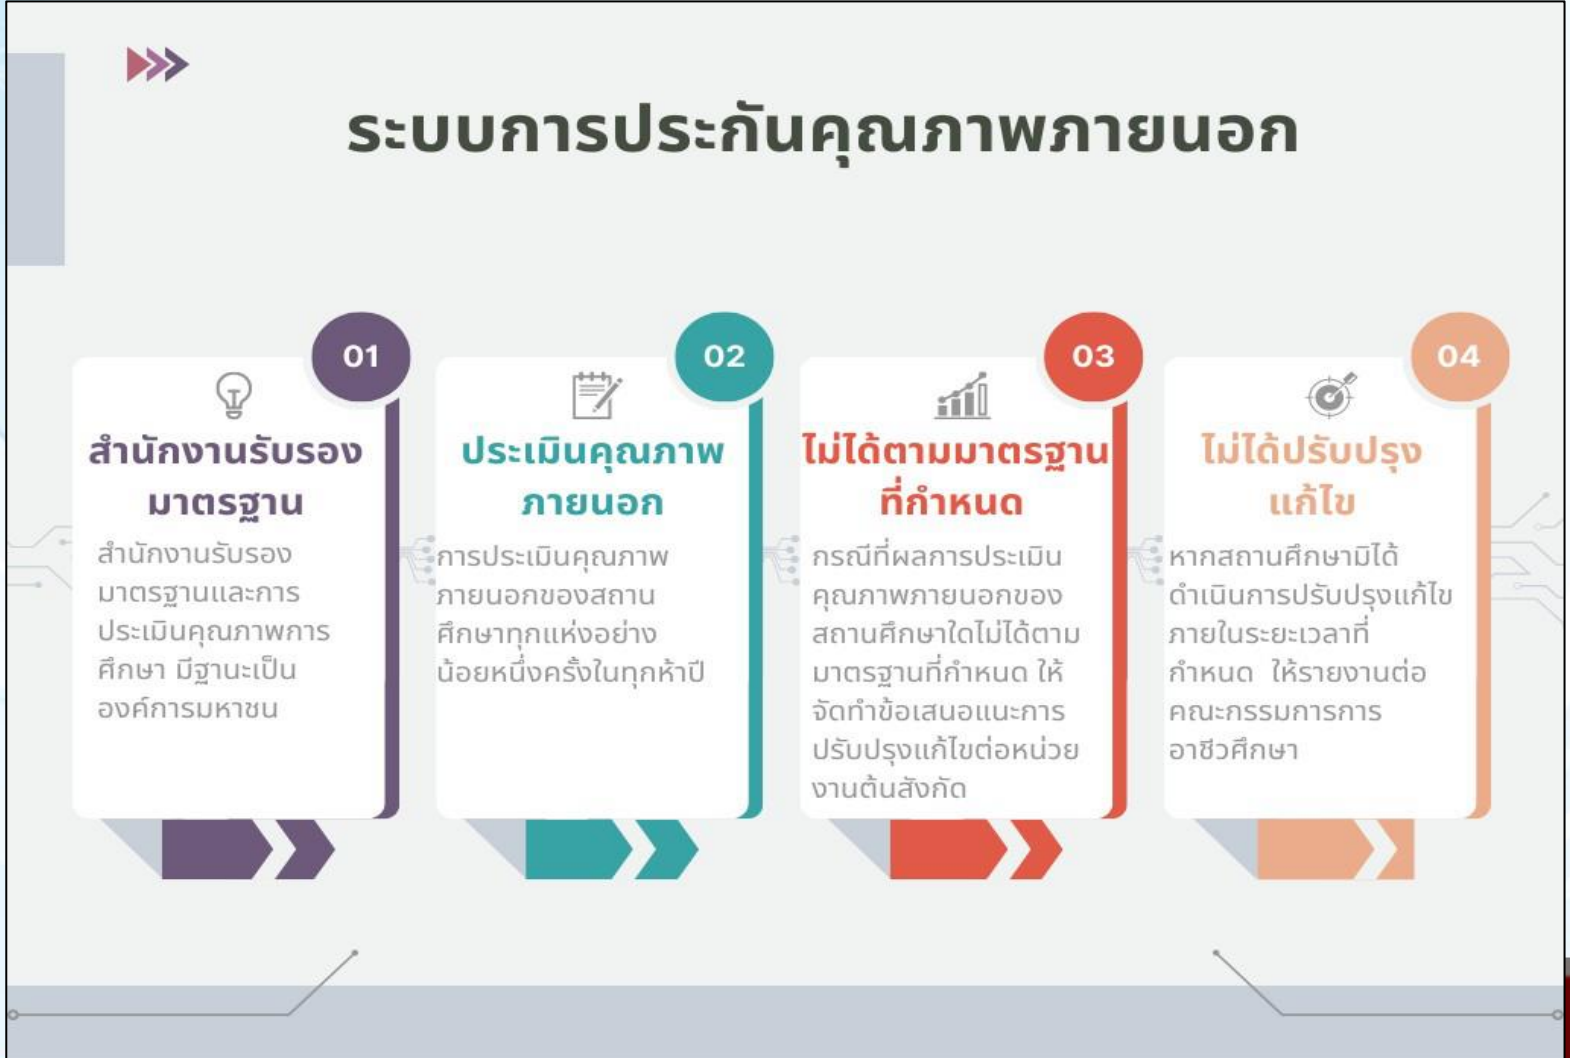 ระบบการประกันคุณภาพภายนอก
01
สำนักงานรับรอง
มาตรฐาน
สำนักงานรับรอง
มาตรฐานและการ
ประเมินคุณภาพการ
ศึกษา มีฐานะเป็น
องค์การมหาชน
02
ประเมินคุณภาพ
ภายนอก
การประเมินคุณภาพ
ภายนอกของสถาน
ศึกษาทุกแห่งอย่าง
น้อยหนึ่งครั้งในทุกห้าปี
03
ไม่ได้ตามมาตรฐาน
ที่กำหนด
กรณีที่ผลการประเมิน
คุณภาพภายนอกของ
สถานศึกษาใดไม่ได้ตาม
มาตรฐานที่กำหนด ให้
จัดทำข้อเสนอแนะการ
ปรับปรุงแก้ไขต่อหน่วย
งานต้นสังกัด
04
ไม่ได้ปรับปรุง
แก้ไข
หากสถานศึกษามิได้
ดำเนินการปรับปรุงแก้ไข
ภายในระยะเวลาที่
กำหนด ให้รายงานต่อ
คณะกรรมการการ
อาชีวศึกษา